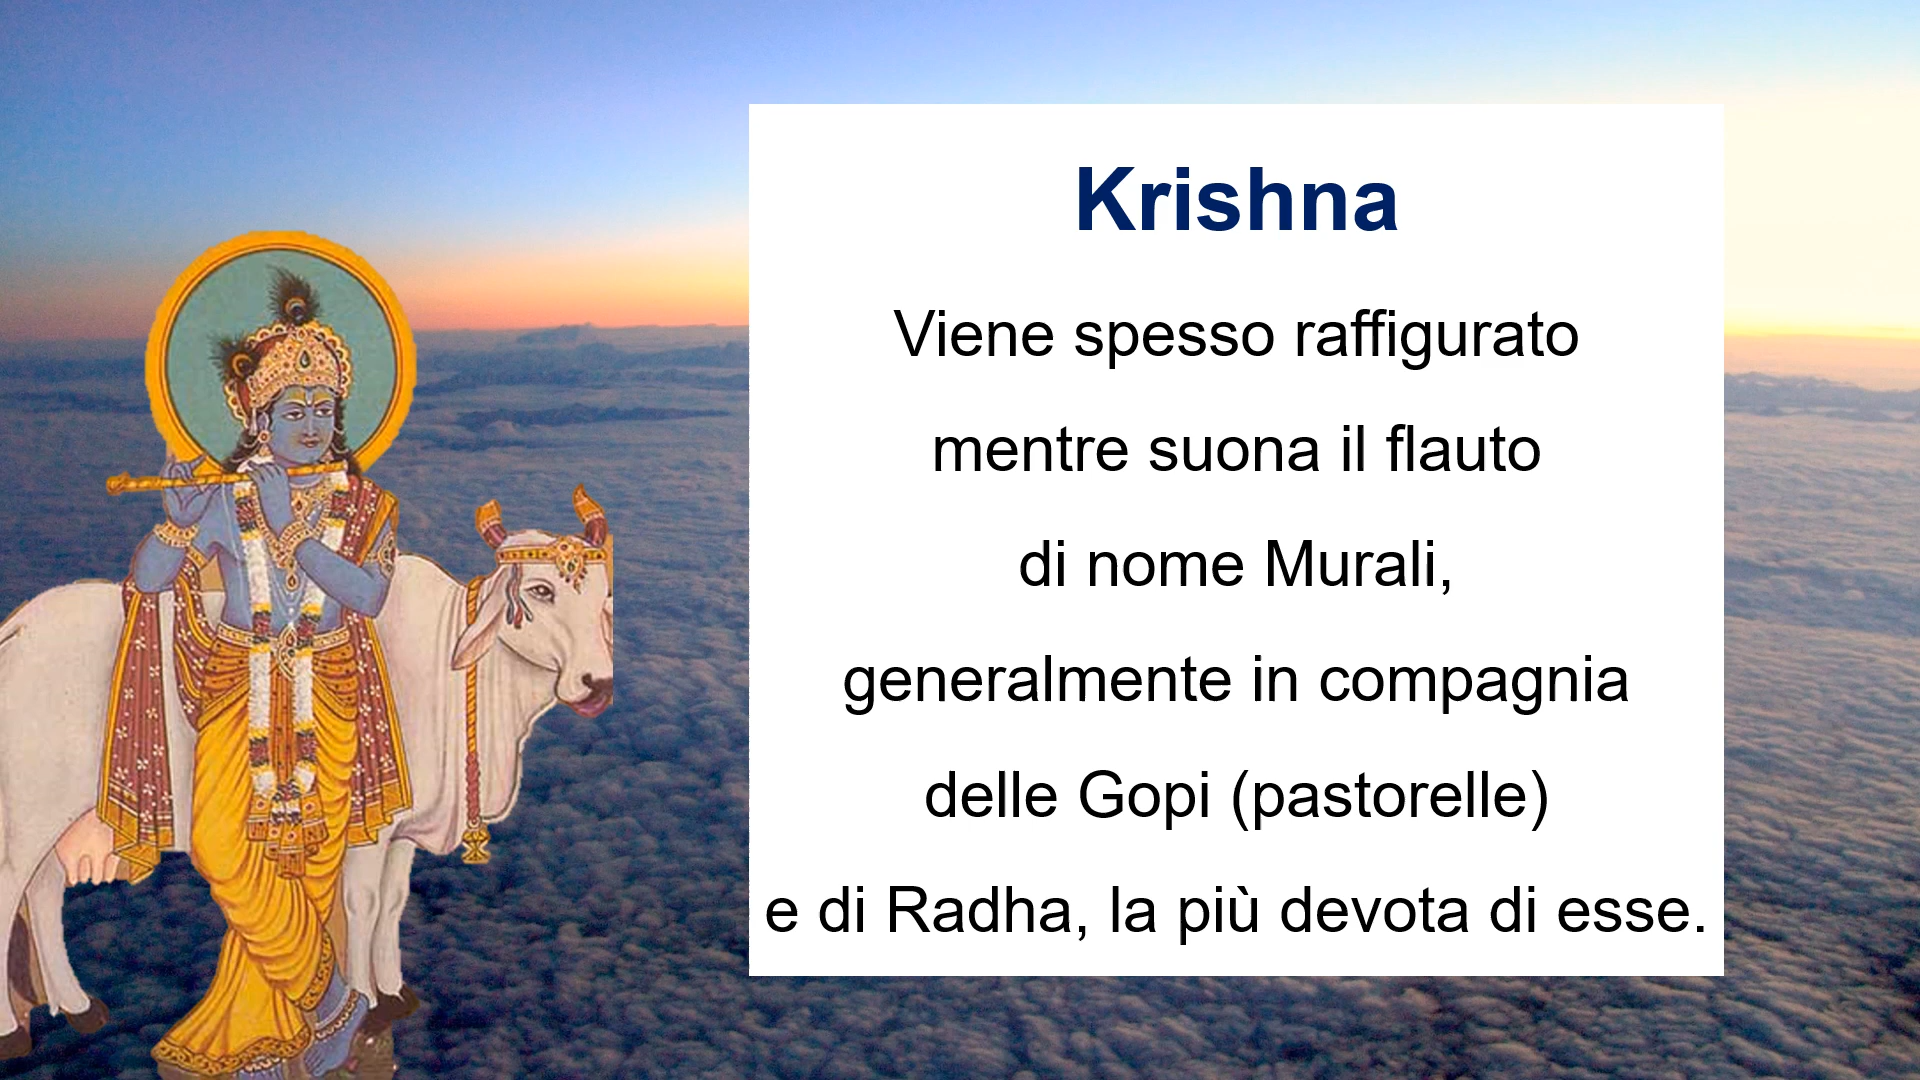 Krishna
Viene spesso raffigurato
mentre suona il flauto
di nome Murali,
generalmente in compagnia
delle Gopi (pastorelle)
e di Radha, la più devota di esse.